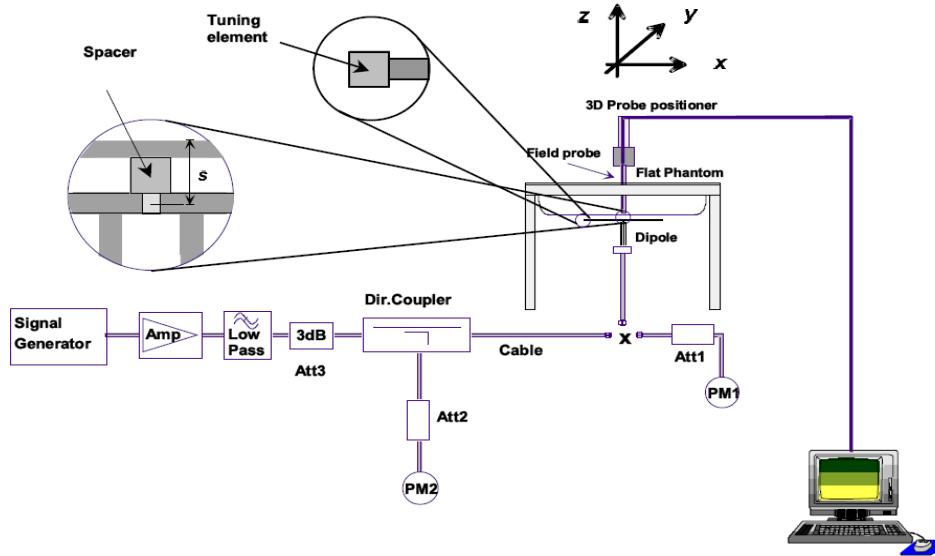 Tuning
element
z
y
x
Spacer
3D Probe positioner
Field probe
Flat Phantom
s
Dipole
Signal
Generator
Amp
Low
Pass
3dB
Att3
Dir.Coupler
Cable
x
Att1
PM1
Att2
PM2